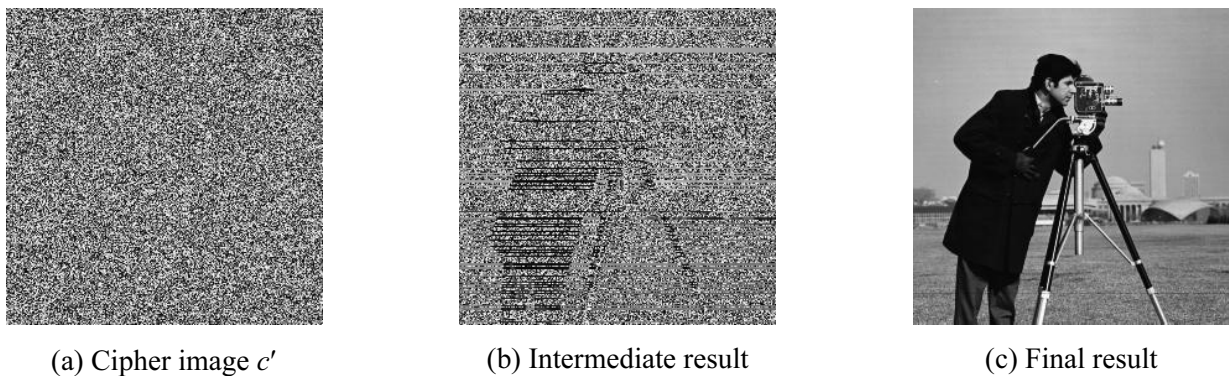 (a) Cipher image c′ (b) Intermediate result (c) Final result